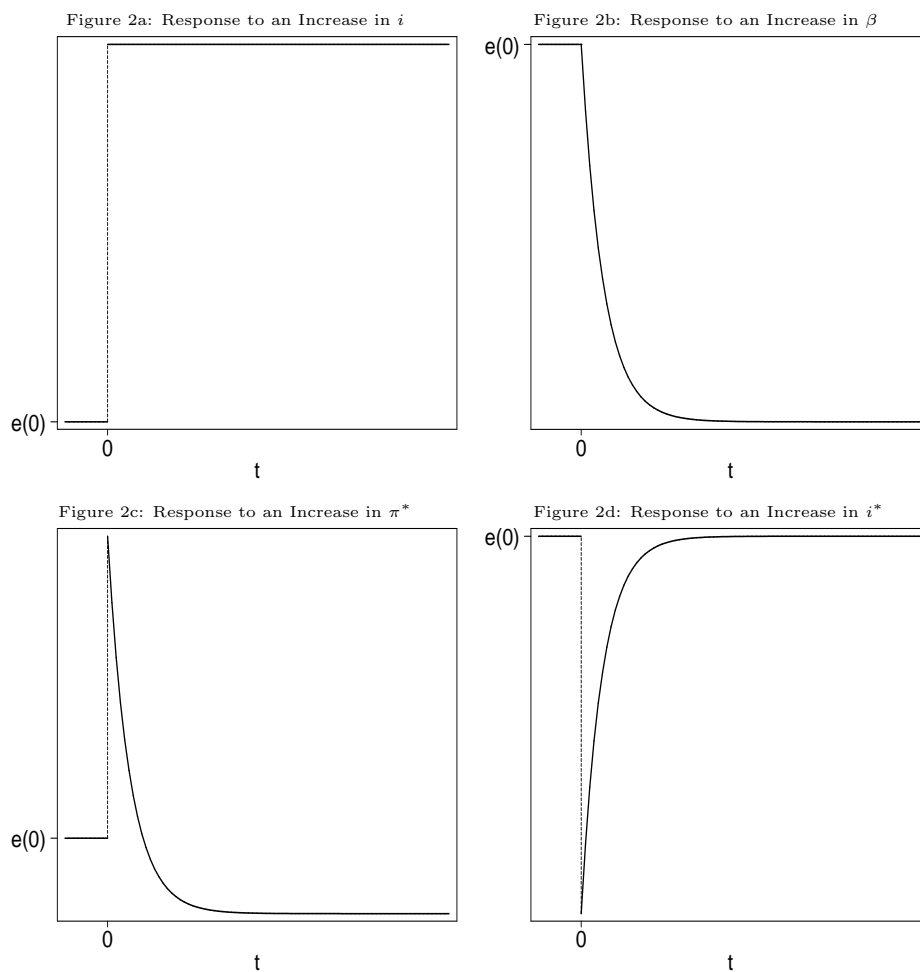 Figure 2a: Response to an Increase in i
e(0)
0
t
Figure 2b: Response to an Increase in β
e(0)
0
t
Figure 2c: Response to an Increase in π*
e(0)
0
t
Figure 2d: Response to an Increase in i*
e(0)
0
t